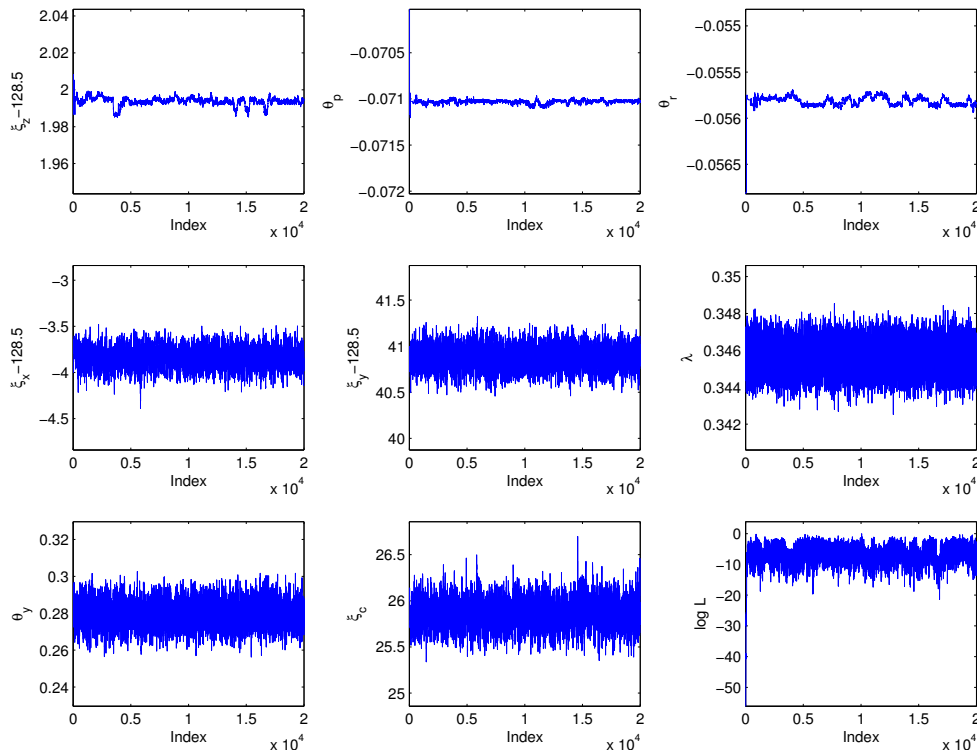 2.04
2.02
2
1.98
1.96
ξz−128.5
0 0.5 1 1.5 2
Index
x 10^4
−0.0705
−0.071
−0.0715
−0.072
θp
0 0.5 1 1.5 2
Index
x 10^4
−0.055
−0.0555
−0.056
−0.0565
θr
0 0.5 1 1.5 2
Index
x 10^4
−3
−3.5
−4
−4.5
ξx−128.5
0 0.5 1 1.5 2
Index
x 10^4
41.5
41
40.5
40
ξy−128.5
0 0.5 1 1.5 2
Index
x 10^4
0.35
0.348
0.346
0.344
0.342
λ
0 0.5 1 1.5 2
Index
x 10^4
0.32
0.3
0.28
0.26
0.24
θy
0 0.5 1 1.5 2
Index
x 10^4
26.5
26
25.5
25
ξc
0 0.5 1 1.5 2
Index
x 10^4
0
−10
−20
−30
−40
−50
log L
0 0.5 1 1.5 2
Index
x 10^4